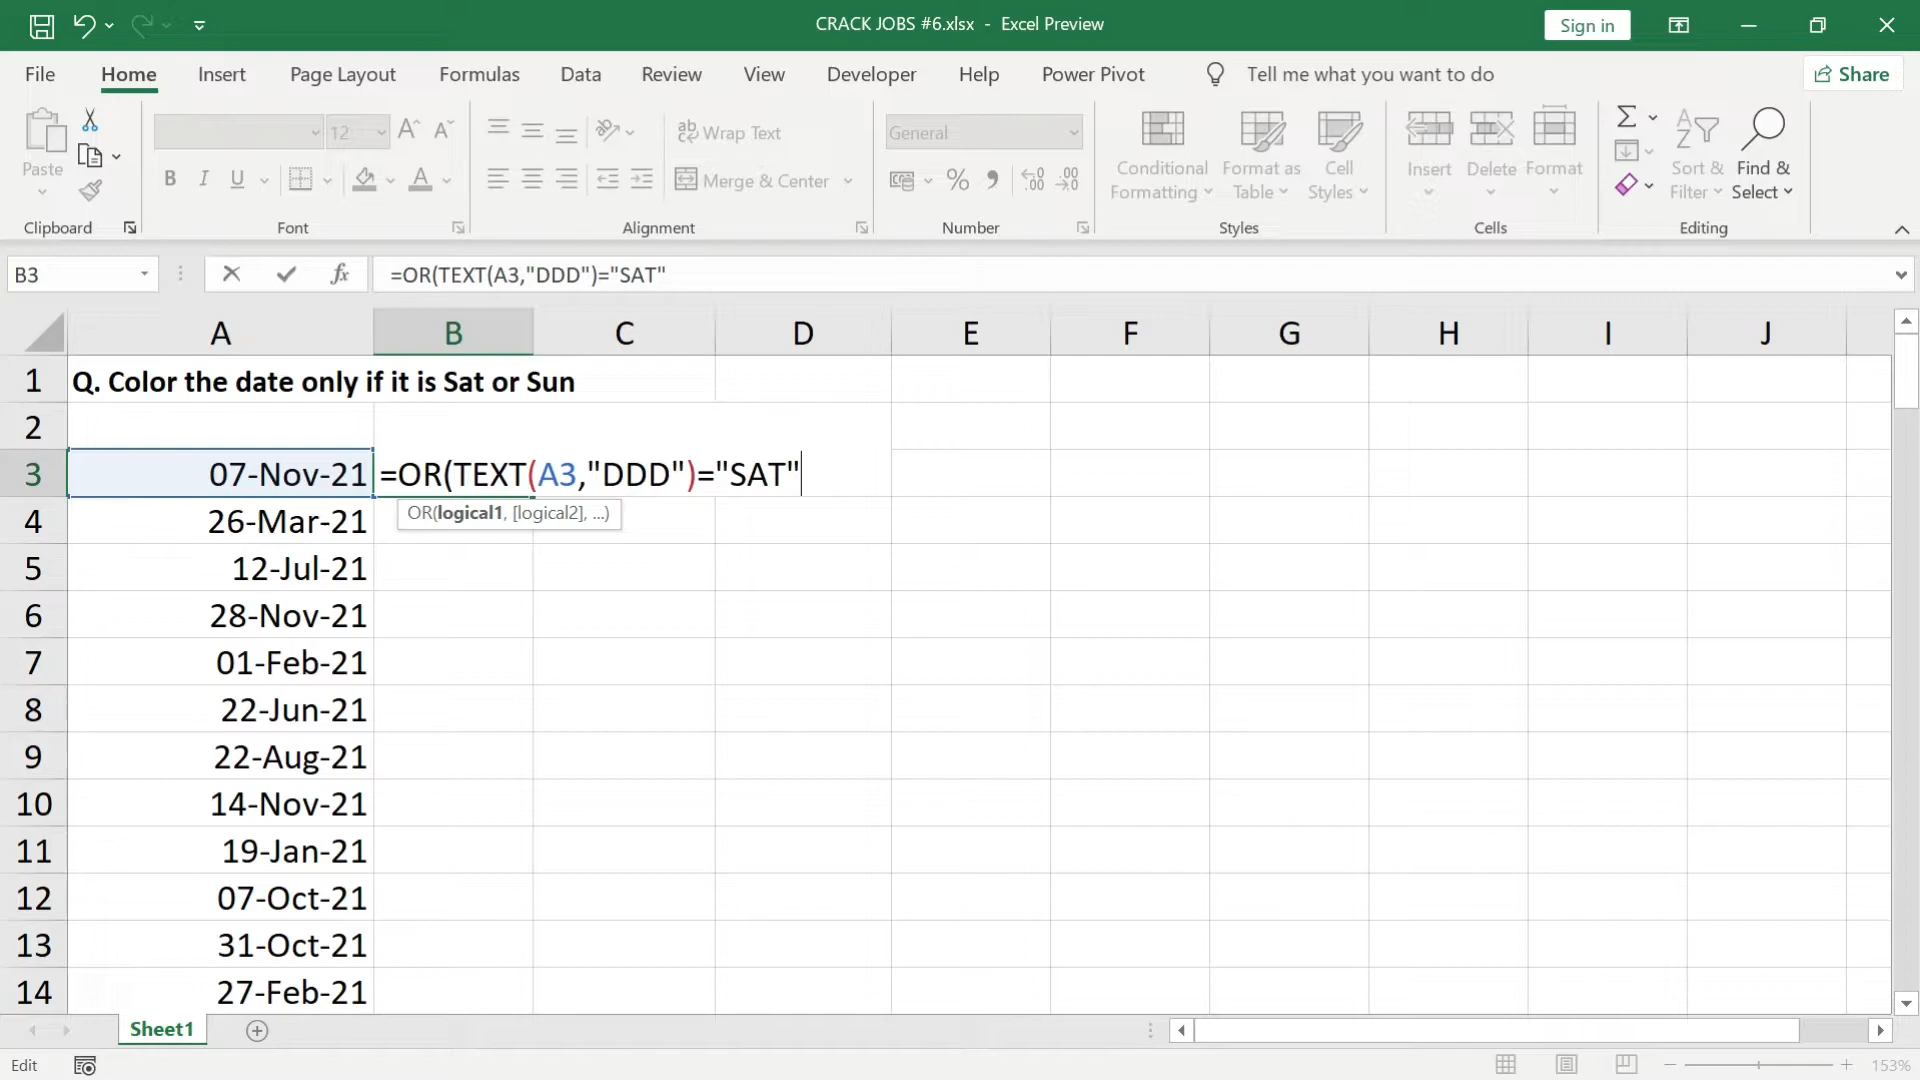 CRACK JOBS #6.xlsx - Excel Preview
Sign in
File Home Insert Page Layout Formulas Data Review View Developer Help Power Pivot Tell me what you want to do Share
Paste
12
Wrap Text
Merge & Center
General
Conditional
Formatting
Format as
Table
Cell
Styles
Insert
Delete
Format
Sort &
Filter
Find &
Select
Clipboard Font Alignment Number Styles Cells Editing
B3 fx =OR(TEXT(A3,"DDD")="SAT"
A B C D E F G H I J
1 Q. Color the date only if it is Sat or Sun
2
3 07-Nov-21 =OR(TEXT(A3,"DDD")="SAT"
OR(logical1, [logical2], ...)
4 26-Mar-21
5 12-Jul-21
6 28-Nov-21
7 01-Feb-21
8 22-Jun-21
9 22-Aug-21
10 14-Nov-21
11 19-Jan-21
12 07-Oct-21
13 31-Oct-21
14 27-Feb-21
Sheet1
Edit
153%